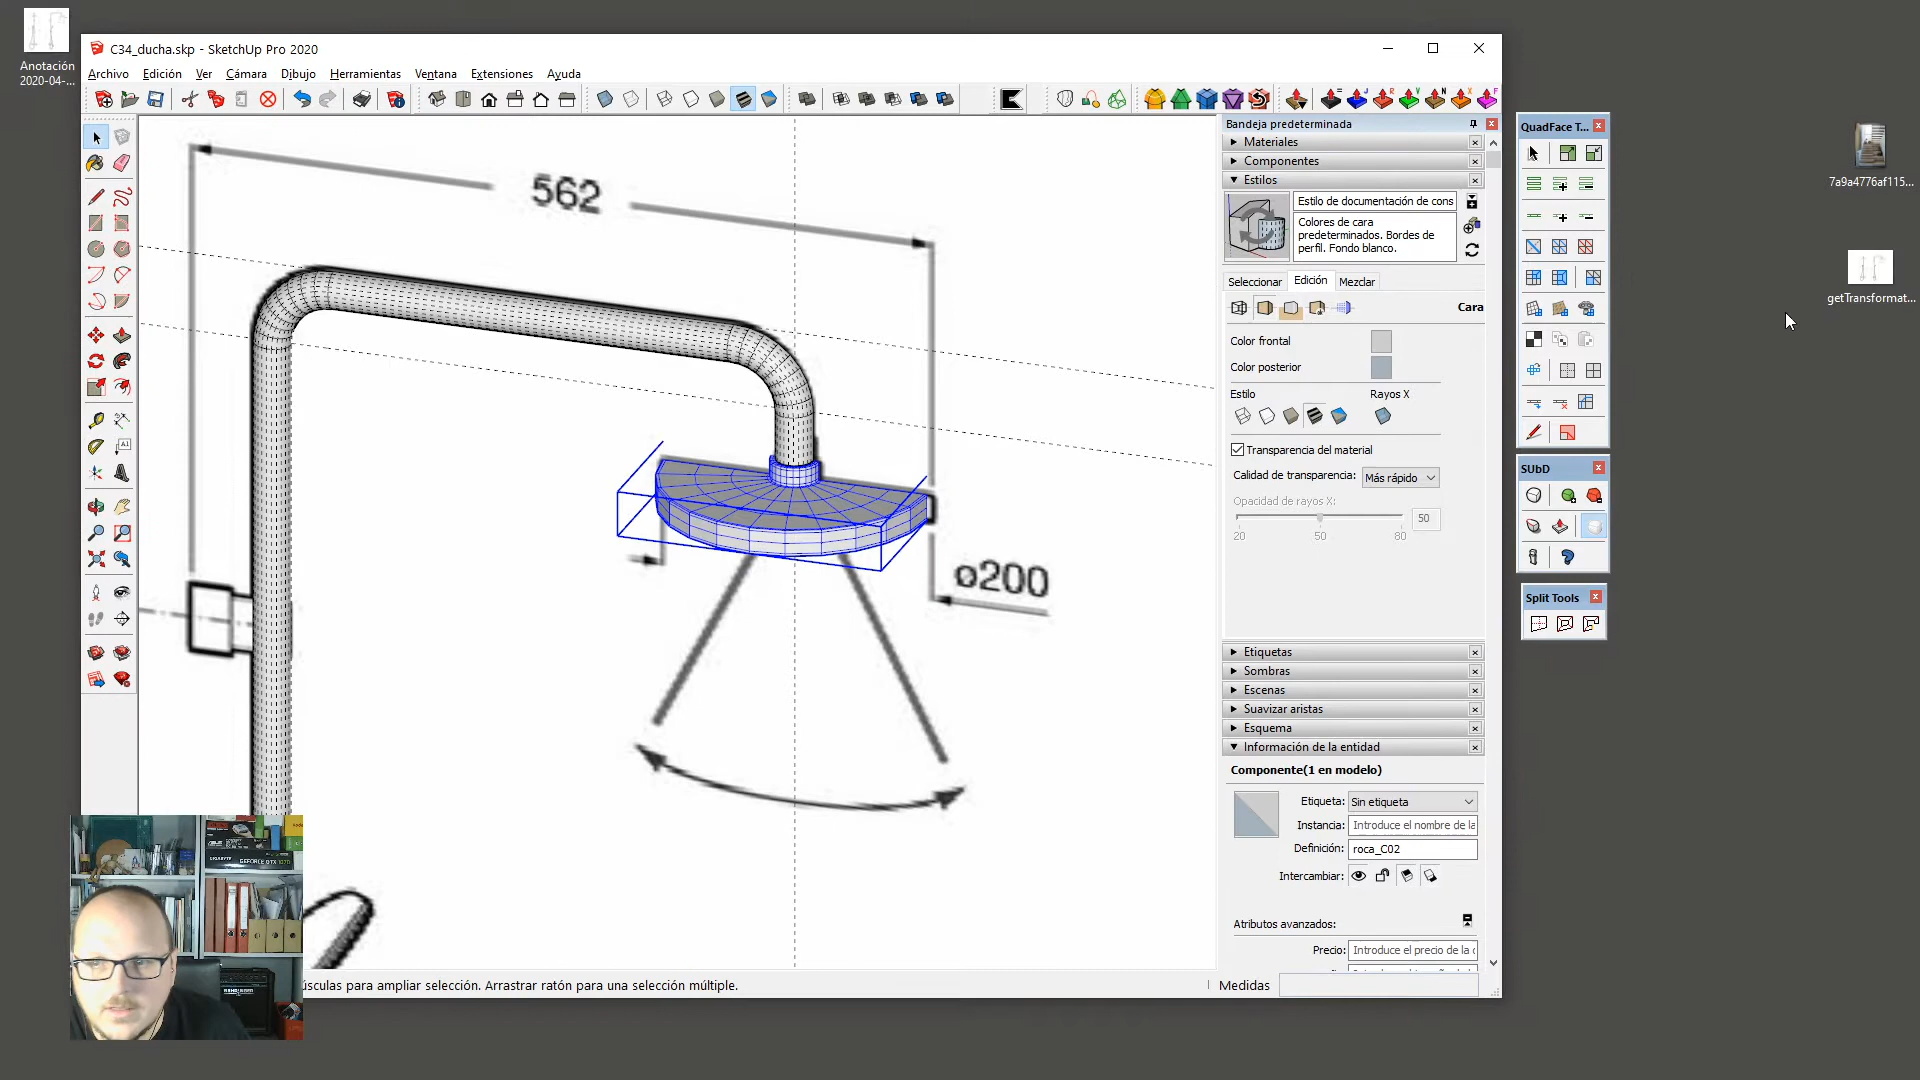 Anotación
2020-04-...
C34_ducha.skp - SketchUp Pro 2020
Archivo Edición Ver Cámara Dibujo Herramientas Ventana Extensiones Ayuda
562
ø200
Bandeja predeterminada
Materiales
Componentes
Estilos
Estilo de documentación de cons
Colores de cara
predeterminados. Bordes de
perfil. Fondo blanco.
Seleccionar Edición Mezclar
Cara
Color frontal
Color posterior
Estilo Rayos X
Transparencia del material
Calidad de transparencia: Más rápido
Opacidad de rayos X:
50
20 50 80
Etiquetas
Sombras
Escenas
Suavizar aristas
Esquema
Información de la entidad
Componente(1 en modelo)
Etiqueta: Sin etiqueta
Instancia: Introduce el nombre de la
Definición: roca_C02
Intercambiar:
Atributos avanzados:
Precio: Introduce el precio de la
úsculas para ampliar selección. Arrastrar ratón para una selección múltiple.
Medidas
QuadFace T...
SUbD
Split Tools
7a9a4776af115...
getTransformat...
GIGABYTE
GEFORCE GTX 1070